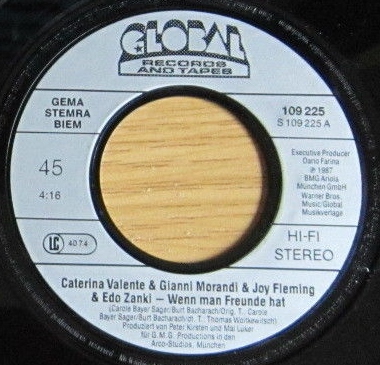 GLOBAL
RECORDS
AND TAPES
GEMA
STEMRA
BIEM
109 225
S 109 225 A
45
4:16
Executive Producer
Dario Farina
℗ 1987
BMG Ariola
München GmbH
Warner Bros.
Music/Global
Musikverlage
LC 4074
HI-FI
STEREO
Caterina Valente & Gianni Morandi & Joy Fleming
& Edo Zanki – Wenn man Freunde hat
(Carole Bayer Sager/Burt Bacharach/Orig. T.: Carole
Bayer Sager/Burt Bacharach/dt. T.: Thomas Woitkewitsch)
Produziert von Peter Kirsten und Mal Luker
für G.M.G. Productions in den
Arco-Studios, München